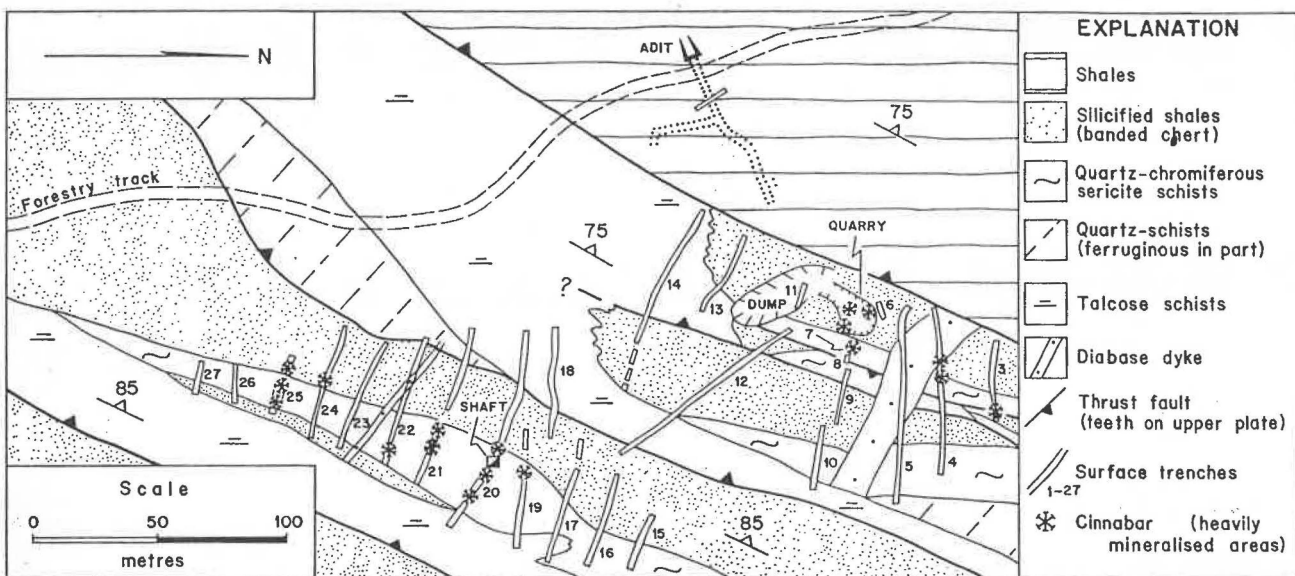 N
ADIT
75
Forestry track
75
QUARRY
?
14
13
DUMP
11
6
7
8
3
12
9
18
27
26
25
24
23
22
SHAFT
21
20
19
17
16
15
10
5
4
85
85
Scale
0 50 100
metres
EXPLANATION
Shales
Silicified shales
(banded chert)
Quartz-chromiferous
sericite schists
Quartz-schists
(ferruginous in part)
Talcose schists
Diabase dyke
Thrust fault
(teeth on upper plate)
Surface trenches
1-27
Cinnabar (heavily
mineralised areas)